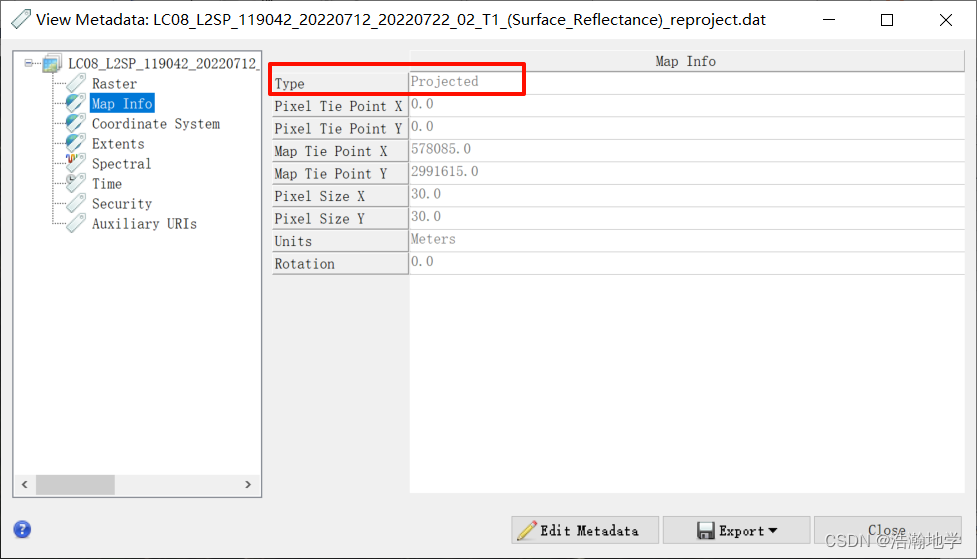 View Metadata: LC08_L2SP_119042_20220712_20220722_02_T1_(Surface_Reflectance)_reproject.dat
LC08_L2SP_119042_20220712_
Raster
Map Info
Coordinate System
Extents
Spectral
Time
Security
Auxiliary URIs
Map Info
Type Projected
Pixel Tie Point X 0.0
Pixel Tie Point Y 0.0
Map Tie Point X 578085.0
Map Tie Point Y 2991615.0
Pixel Size X 30.0
Pixel Size Y 30.0
Units Meters
Rotation 0.0
?
Edit Metadata Export Close
CSDN @浩瀚地学